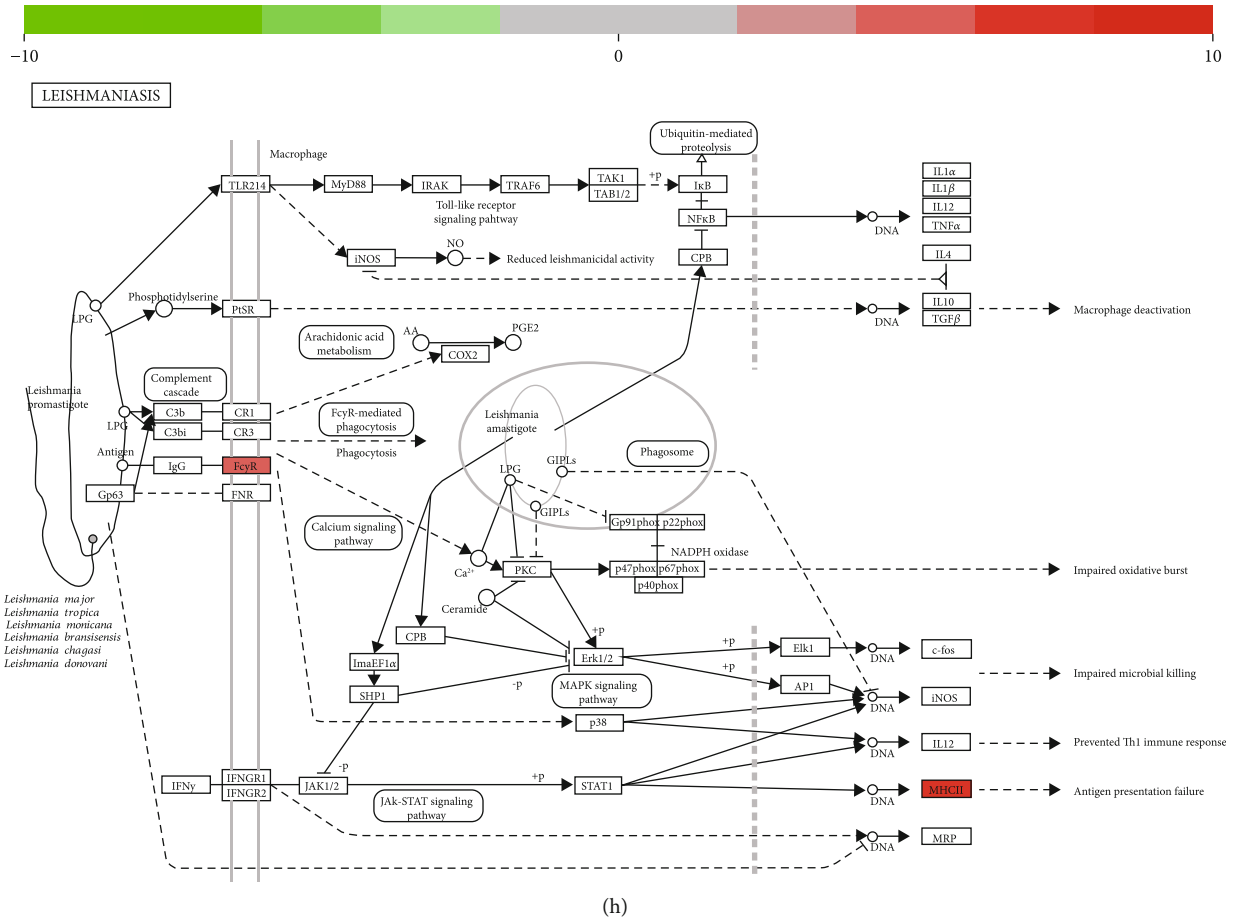 −10
0
10
LEISHMANIASIS
Macrophage
Ubiquitin-mediated
proteolysis
TLR214
MyD88
IRAK
TRAF6
TAK1
TAB1/2
+p
IκB
Toll-like receptor
signaling pahtway
NFκB
DNA
IL1α
IL1β
IL12
TNFα
iNOS
NO
Reduced leishmanicidal activity
CPB
IL4
LPG
Phosphotidylserine
PtSR
DNA
IL10
TGFβ
Macrophage deactivation
Arachidonic acid
metabolism
AA
PGE2
COX2
Leishmania
promastigote
Complement
cascade
C3b
CR1
LPG
C3bi
CR3
FcyR-mediated
phagocytosis
Phagocytosis
Leishmania
amastigote
Antigen
IgG
FcyR
Phagosome
Gp63
FNR
LPG
GIPLs
GIPLs
Calcium signaling
pathway
Gp91phox p22phox
NADPH oxidase
Ca2+
PKC
p47phox p67phox
p40phox
Impaired oxidative burst
Ceramide
Leishmania major
Leishmania tropica
Leishmania monicana
Leishmania bransisensis
Leishmania chagasi
Leishmania donovani
CPB
+p
Erk1/2
+p
Elk1
DNA
c-fos
ImaEF1α
SHP1
-p
MAPK signaling
pathway
+p
AP1
DNA
iNOS
Impaired microbial killing
p38
DNA
IL12
Prevented Th1 immune response
IFNy
IFNGR1
IFNGR2
-p
JAK1/2
+p
STAT1
DNA
MHCII
Antigen presentation failure
JAk-STAT signaling
pathway
DNA
MRP
(h)